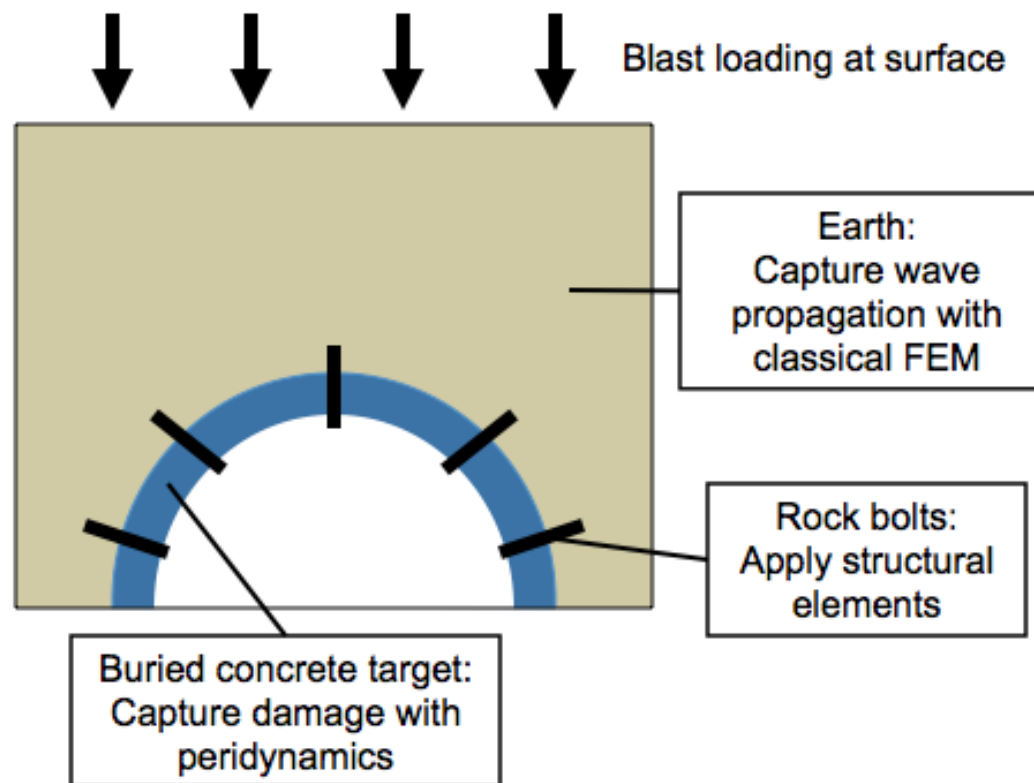 Blast loading at surface
Earth:
Capture wave
propagation with
classical FEM
Rock bolts:
Apply structural
elements
Buried concrete target:
Capture damage with
peridynamics